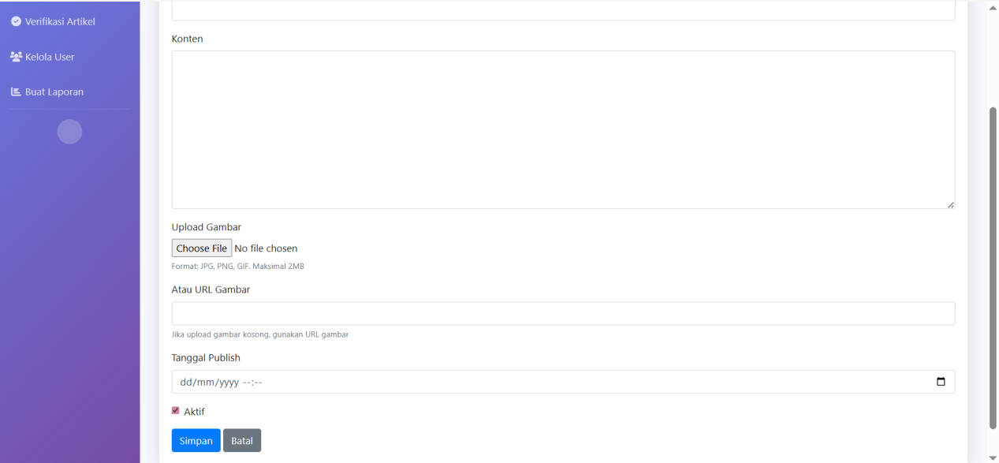 Verifikasi Artikel
Kelola User
Buat Laporan
Konten
Upload Gambar
Choose File No file chosen
Format: JPG, PNG, GIF. Maksimal 2MB
Atau URL Gambar
Jika upload gambar kosong, gunakan URL gambar
Tanggal Publish
dd/mm/yyyy --:--
Aktif
Simpan Batal